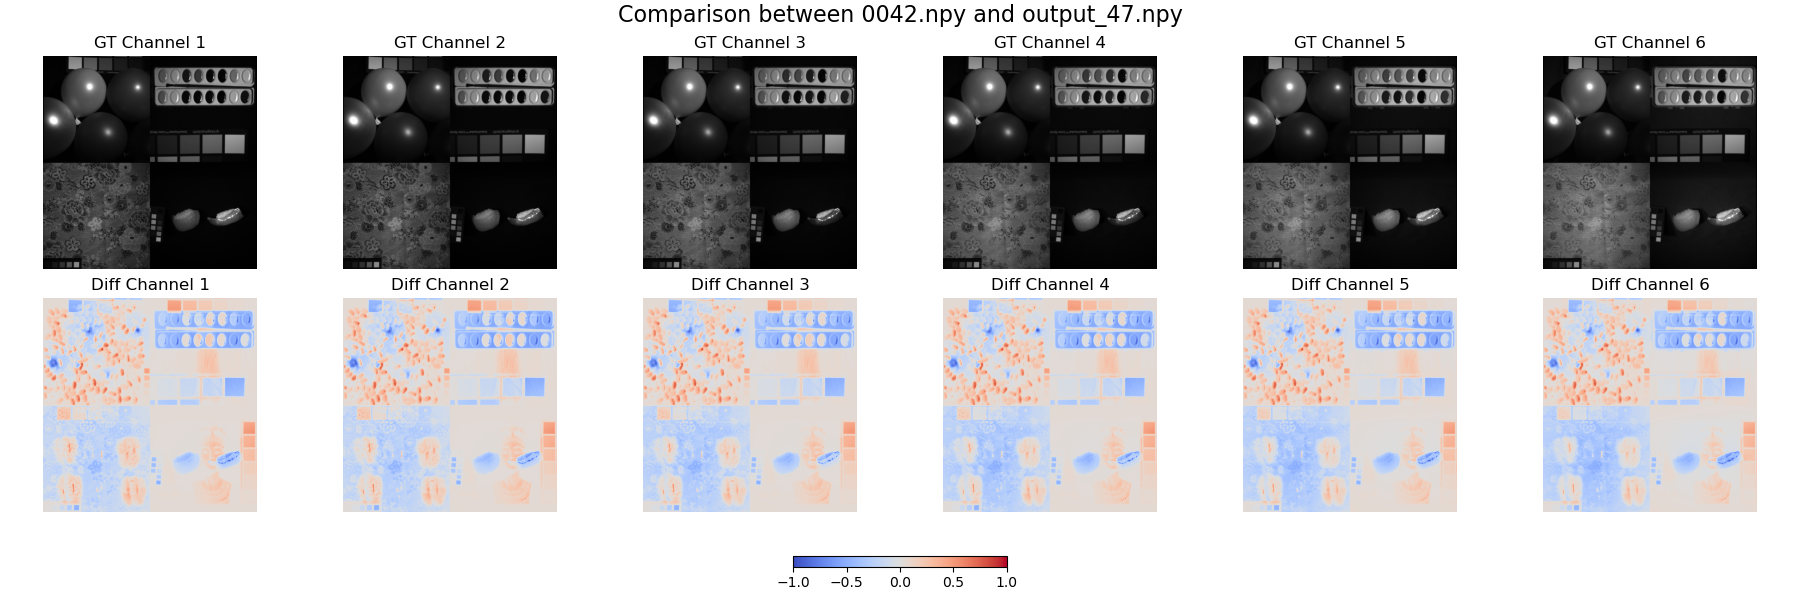 Comparison between 0042.npy and output_47.npy
GT Channel 1
GT Channel 2
GT Channel 3
GT Channel 4
GT Channel 5
GT Channel 6
Diff Channel 1
Diff Channel 2
Diff Channel 3
Diff Channel 4
Diff Channel 5
Diff Channel 6
−1.0 −0.5 0.0 0.5 1.0